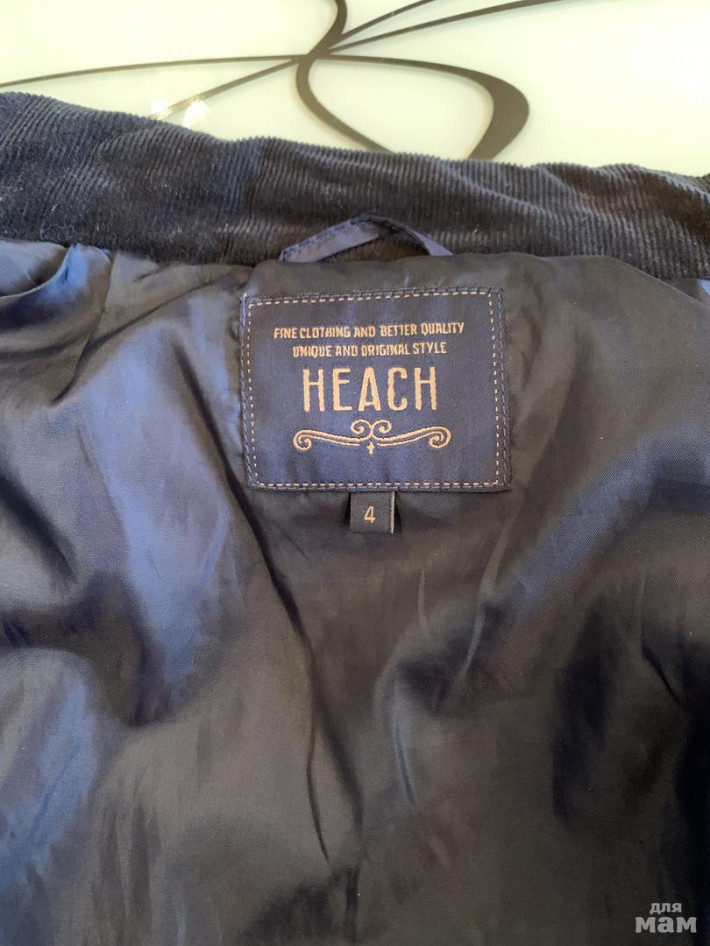 FINE CLOTHING AND BETTER QUALITY
UNIQUE AND ORIGINAL STYLE
HEACH
4
для
мам